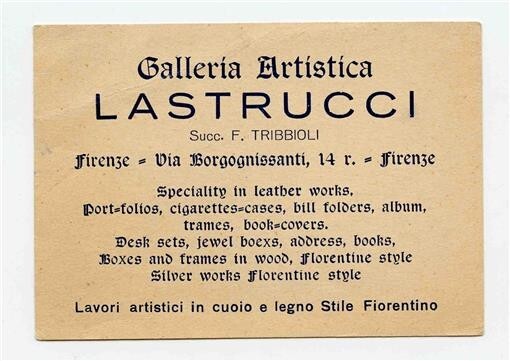 Galleria Artistica
LASTRUCCI
Succ. F. TRIBBIOLI
Firenze = Via Borgognissanti, 14 r. = Firenze
Speciality in leather works.
Port=folios, cigarettes=cases, bill folders, album,
trames, book=covers.
Desk sets, jewel boexs, address, books,
Boxes and frames in wood, Florentine style
Silver works Florentine style
Lavori artistici in cuoio e legno Stile Fiorentino